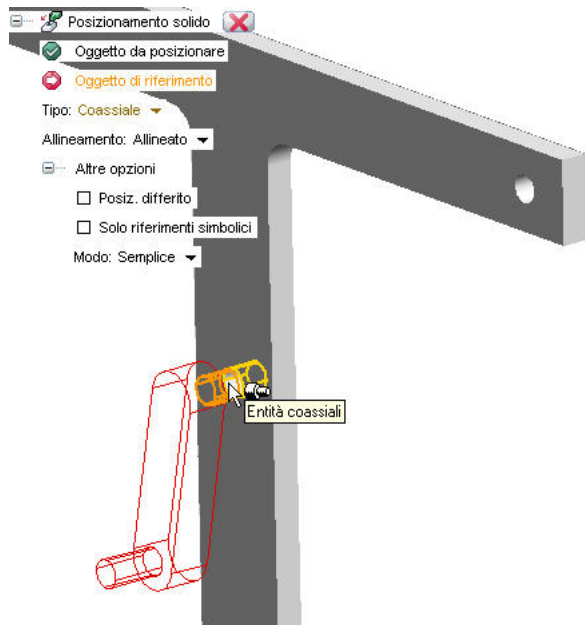 Posizionamento solido
Oggetto da posizionare
Oggetto di riferimento
Tipo: Coassiale
Allineamento: Allineato
Altre opzioni
Posiz. differito
Solo riferimenti simbolici
Modo: Semplice
Entità coassiali